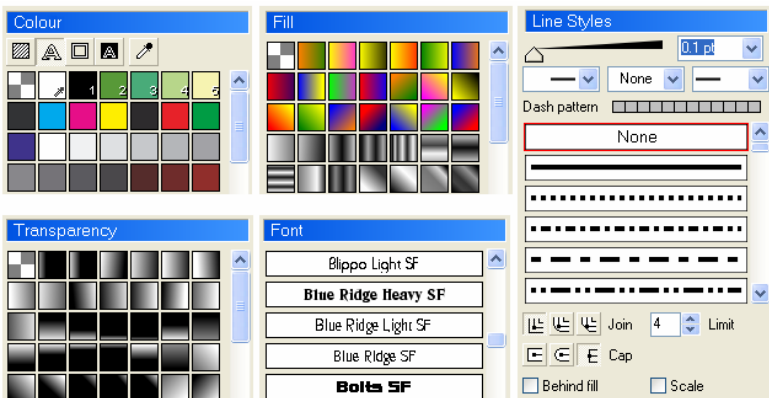 Colour
A A
1 2 3 4 5
Fill
Line Styles
0.1 pt
None
Dash pattern
None
Join 4 Limit
Cap
Behind fill Scale
Transparency
Font
Blippo Light SF
Blue Ridge Heavy SF
Blue Ridge Light SF
Blue Ridge SF
Bolts SF